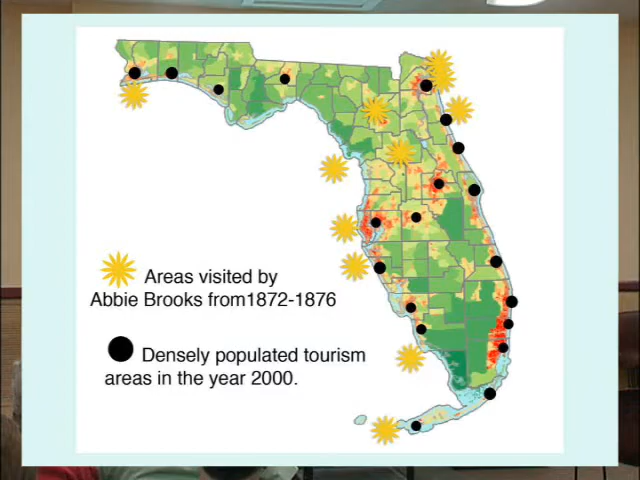 Areas visited by
Abbie Brooks from1872-1876
Densely populated tourism
areas in the year 2000.